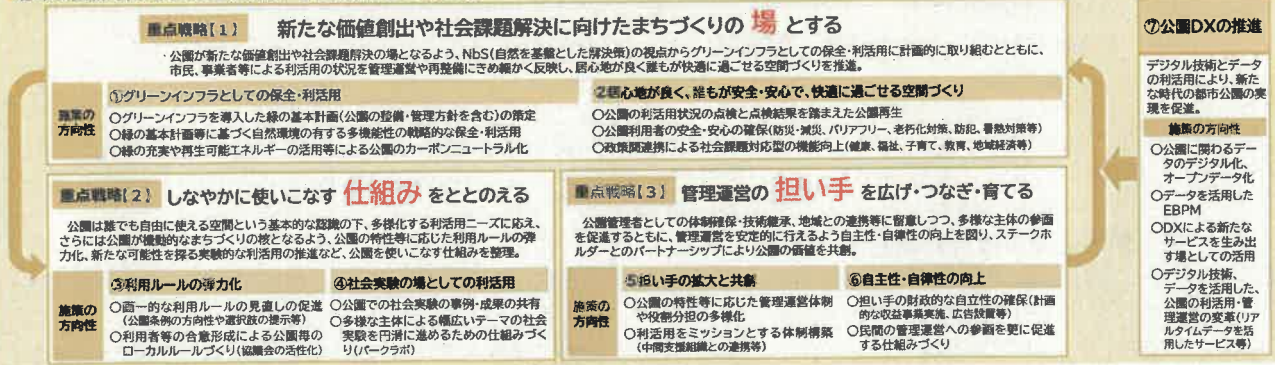 重点戦略【1】 新たな価値創出や社会課題解決に向けたまちづくりの 場 とする
・公園が新たな価値創出や社会課題解決の場となるよう、NbS(自然を基盤とした解決策)の視点からグリーンインフラとしての保全・利活用に計画的に取り組むとともに、
市民、事業者等による利活用の状況を管理運営や再整備にきめ細かく反映し、居心地が良く誰もが快適に過ごせる空間づくりを推進。
施策の
方向性
①グリーンインフラとしての保全・利活用
〇グリーンインフラを導入した緑の基本計画(公園の整備・管理方針を含む)の策定
〇緑の基本計画等に基づく自然環境の有する多機能性の戦略的な保全・利活用
〇緑の充実や再生可能エネルギーの活用等による公園のカーボンニュートラル化
②居心地が良く、誰もが安全・安心で、快適に過ごせる空間づくり
〇公園の利活用状況の点検と点検結果を踏まえた公園再生
〇公園利用者の安全・安心の確保(防災・減災、バリアフリー、老朽化対策、防犯、暑熱対策等)
〇政策間連携による社会課題対応型の機能向上(健康、福祉、子育て、教育、地域経済等)
重点戦略【2】 しなやかに使いこなす 仕組み をととのえる
公園は誰でも自由に使える空間という基本的な認識の下、多様化する利活用ニーズに応え、
さらには公園が機動的なまちづくりの核となるよう、公園の特性等に応じた利用ルールの弾
力化、新たな可能性を探る実験的な利活用の推進など、公園を使いこなす仕組みを整理。
施策の
方向性
③利用ルールの弾力化
〇画一的な利用ルールの見直しの促進
(公園条例の方向性や選択肢の提示等)
〇利用者等の合意形成による公園毎の
ローカルルールづくり(協議会の活性化)
④社会実験の場としての利活用
〇公園での社会実験の事例・成果の共有
〇多様な主体による幅広いテーマの社会
実験を円滑に進めるための仕組みづく
り(パークラボ)
重点戦略【3】 管理運営の 担い手 を広げ・つなぎ・育てる
公園管理者としての体制確保・技術継承、地域との連携等に留意しつつ、多様な主体の参画
を促進するともに、管理運営を安定的に行えるよう自主性・自律性の向上を図り、ステークホ
ルダーとのパートナーシップにより公園の価値を共創。
施策の
方向性
⑤担い手の拡大と共創
〇公園の特性等に応じた管理運営体制
や役割分担の多様化
〇利活用をミッションとする体制構築
(中間支援組織との連携等)
⑥自主性・自律性の向上
〇担い手の財政的な自立性の確保(計画
的な収益事業実施、広告設置等)
〇民間の管理運営への参画を更に促進
する仕組みづくり
⑦公園DXの推進
デジタル技術とデータ
の利活用により、新た
な時代の都市公園の実
現を促進。
施策の方向性
〇公園に関わるデー
タのデジタル化、
オープンデータ化
〇データを活用した
EBPM
〇DXによる新たな
サービスを生み出
す場としての活用
〇デジタル技術、
データを活用した、
公園の利活用・管
理運営の変革(リア
ルタイムデータを活
用したサービス等)